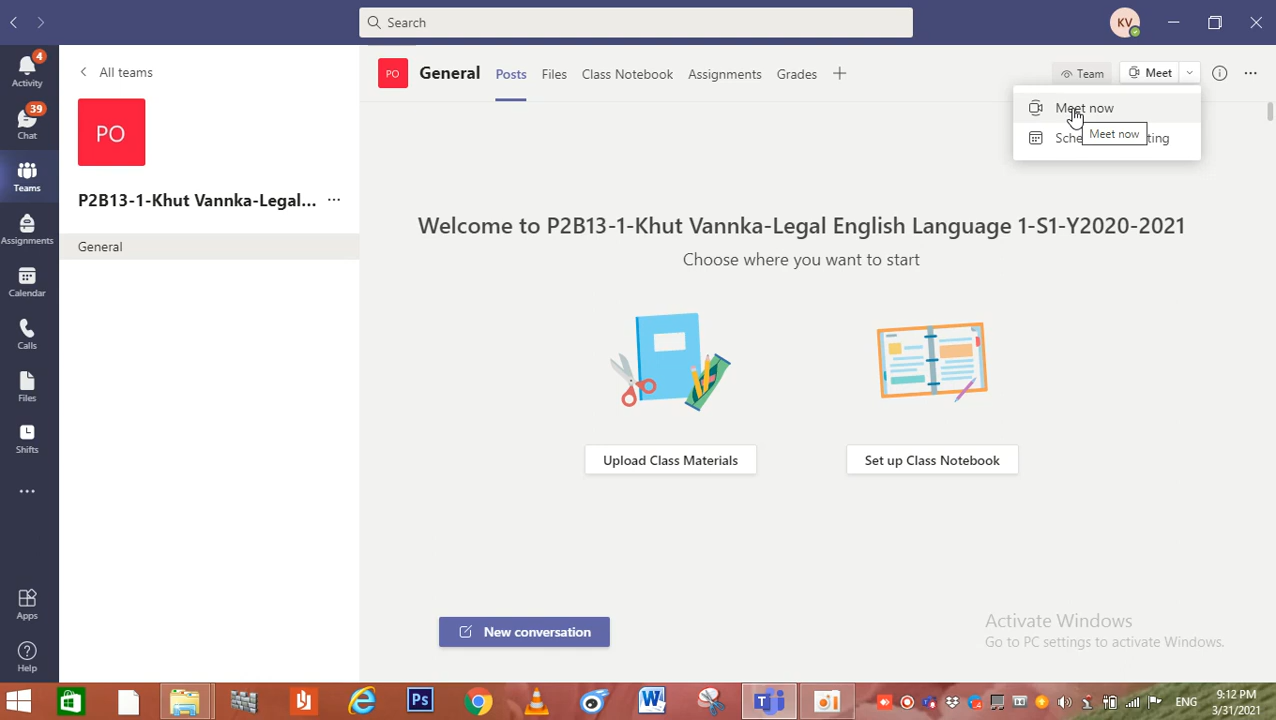 Search
KV
4
Activity
39
Chat
Teams
Assignments
Calendar
Calls
Files
Shifts
Apps
Help
All teams
PO
P2B13-1-Khut Vannka-Legal...
General
PO
General
Posts
Files
Class Notebook
Assignments
Grades
Team
Meet
Meet now
Meet now
Welcome to P2B13-1-Khut Vannka-Legal English Language 1-S1-Y2020-2021
Choose where you want to start
Upload Class Materials
Set up Class Notebook
New conversation
Activate Windows
Go to PC settings to activate Windows.
Ps
ENG
9:12 PM
3/31/2021